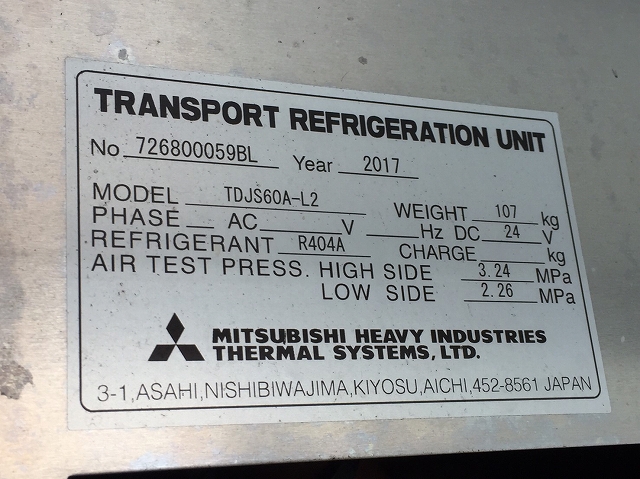 TRANSPORT REFRIGERATION UNIT
No 726800059BL Year 2017
MODEL TDJS60A-L2 WEIGHT 107 kg
PHASE AC V Hz DC 24 V
REFRIGERANT R404A CHARGE kg
AIR TEST PRESS. HIGH SIDE 3.24 MPa
LOW SIDE 2.26 MPa
MITSUBISHI HEAVY INDUSTRIES
THERMAL SYSTEMS, LTD.
3-1,ASAHI,NISHIBIWAJIMA,KIYOSU,AICHI,452-8561 JAPAN